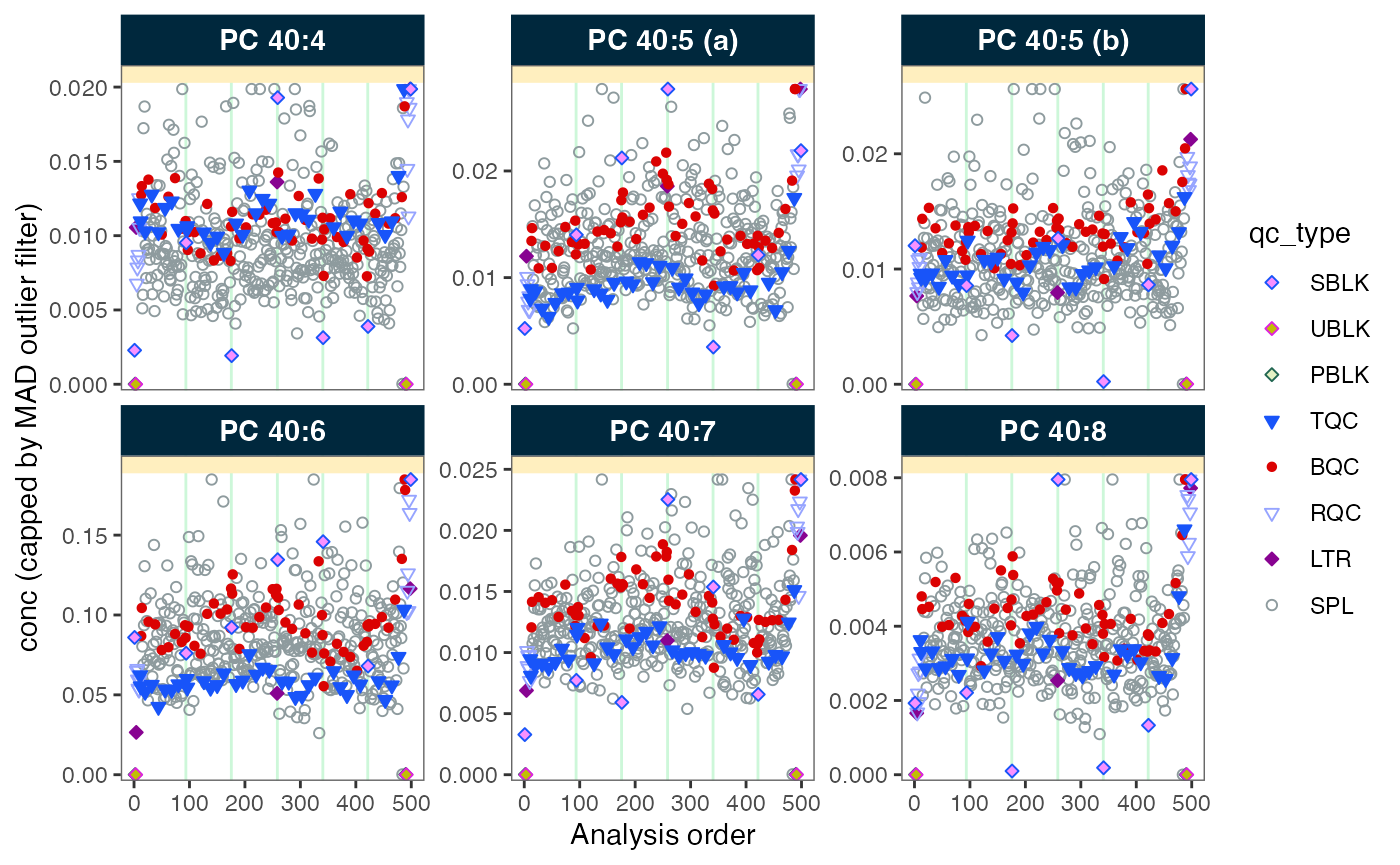 PC 40:4 PC 40:5 (a) PC 40:5 (b)
0.020
0.015
0.010
0.005
0.000
0.02
0.01
0.00
0.02
0.01
0.00
PC 40:6 PC 40:7 PC 40:8
0.15
0.10
0.05
0.00
0.025
0.020
0.015
0.010
0.005
0.000
0.008
0.006
0.004
0.002
0.000
0 100 200 300 400 500
0 100 200 300 400 500
0 100 200 300 400 500
Analysis order
conc (capped by MAD outlier filter)
qc_type
SBLK
UBLK
PBLK
TQC
BQC
RQC
LTR
SPL